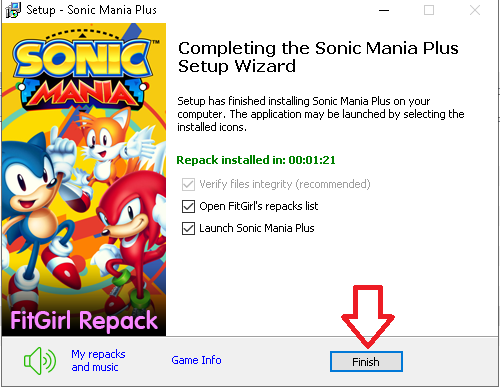 Setup - Sonic Mania Plus
SONIC
MANIA
FitGirl Repack
Completing the Sonic Mania Plus
Setup Wizard
Setup has finished installing Sonic Mania Plus on your
computer. The application may be launched by selecting the
installed icons.
Repack installed in: 00:01:21
Verify files integrity (recommended)
Open FitGirl's repacks list
Launch Sonic Mania Plus
My repacks
and music
Game Info
Finish